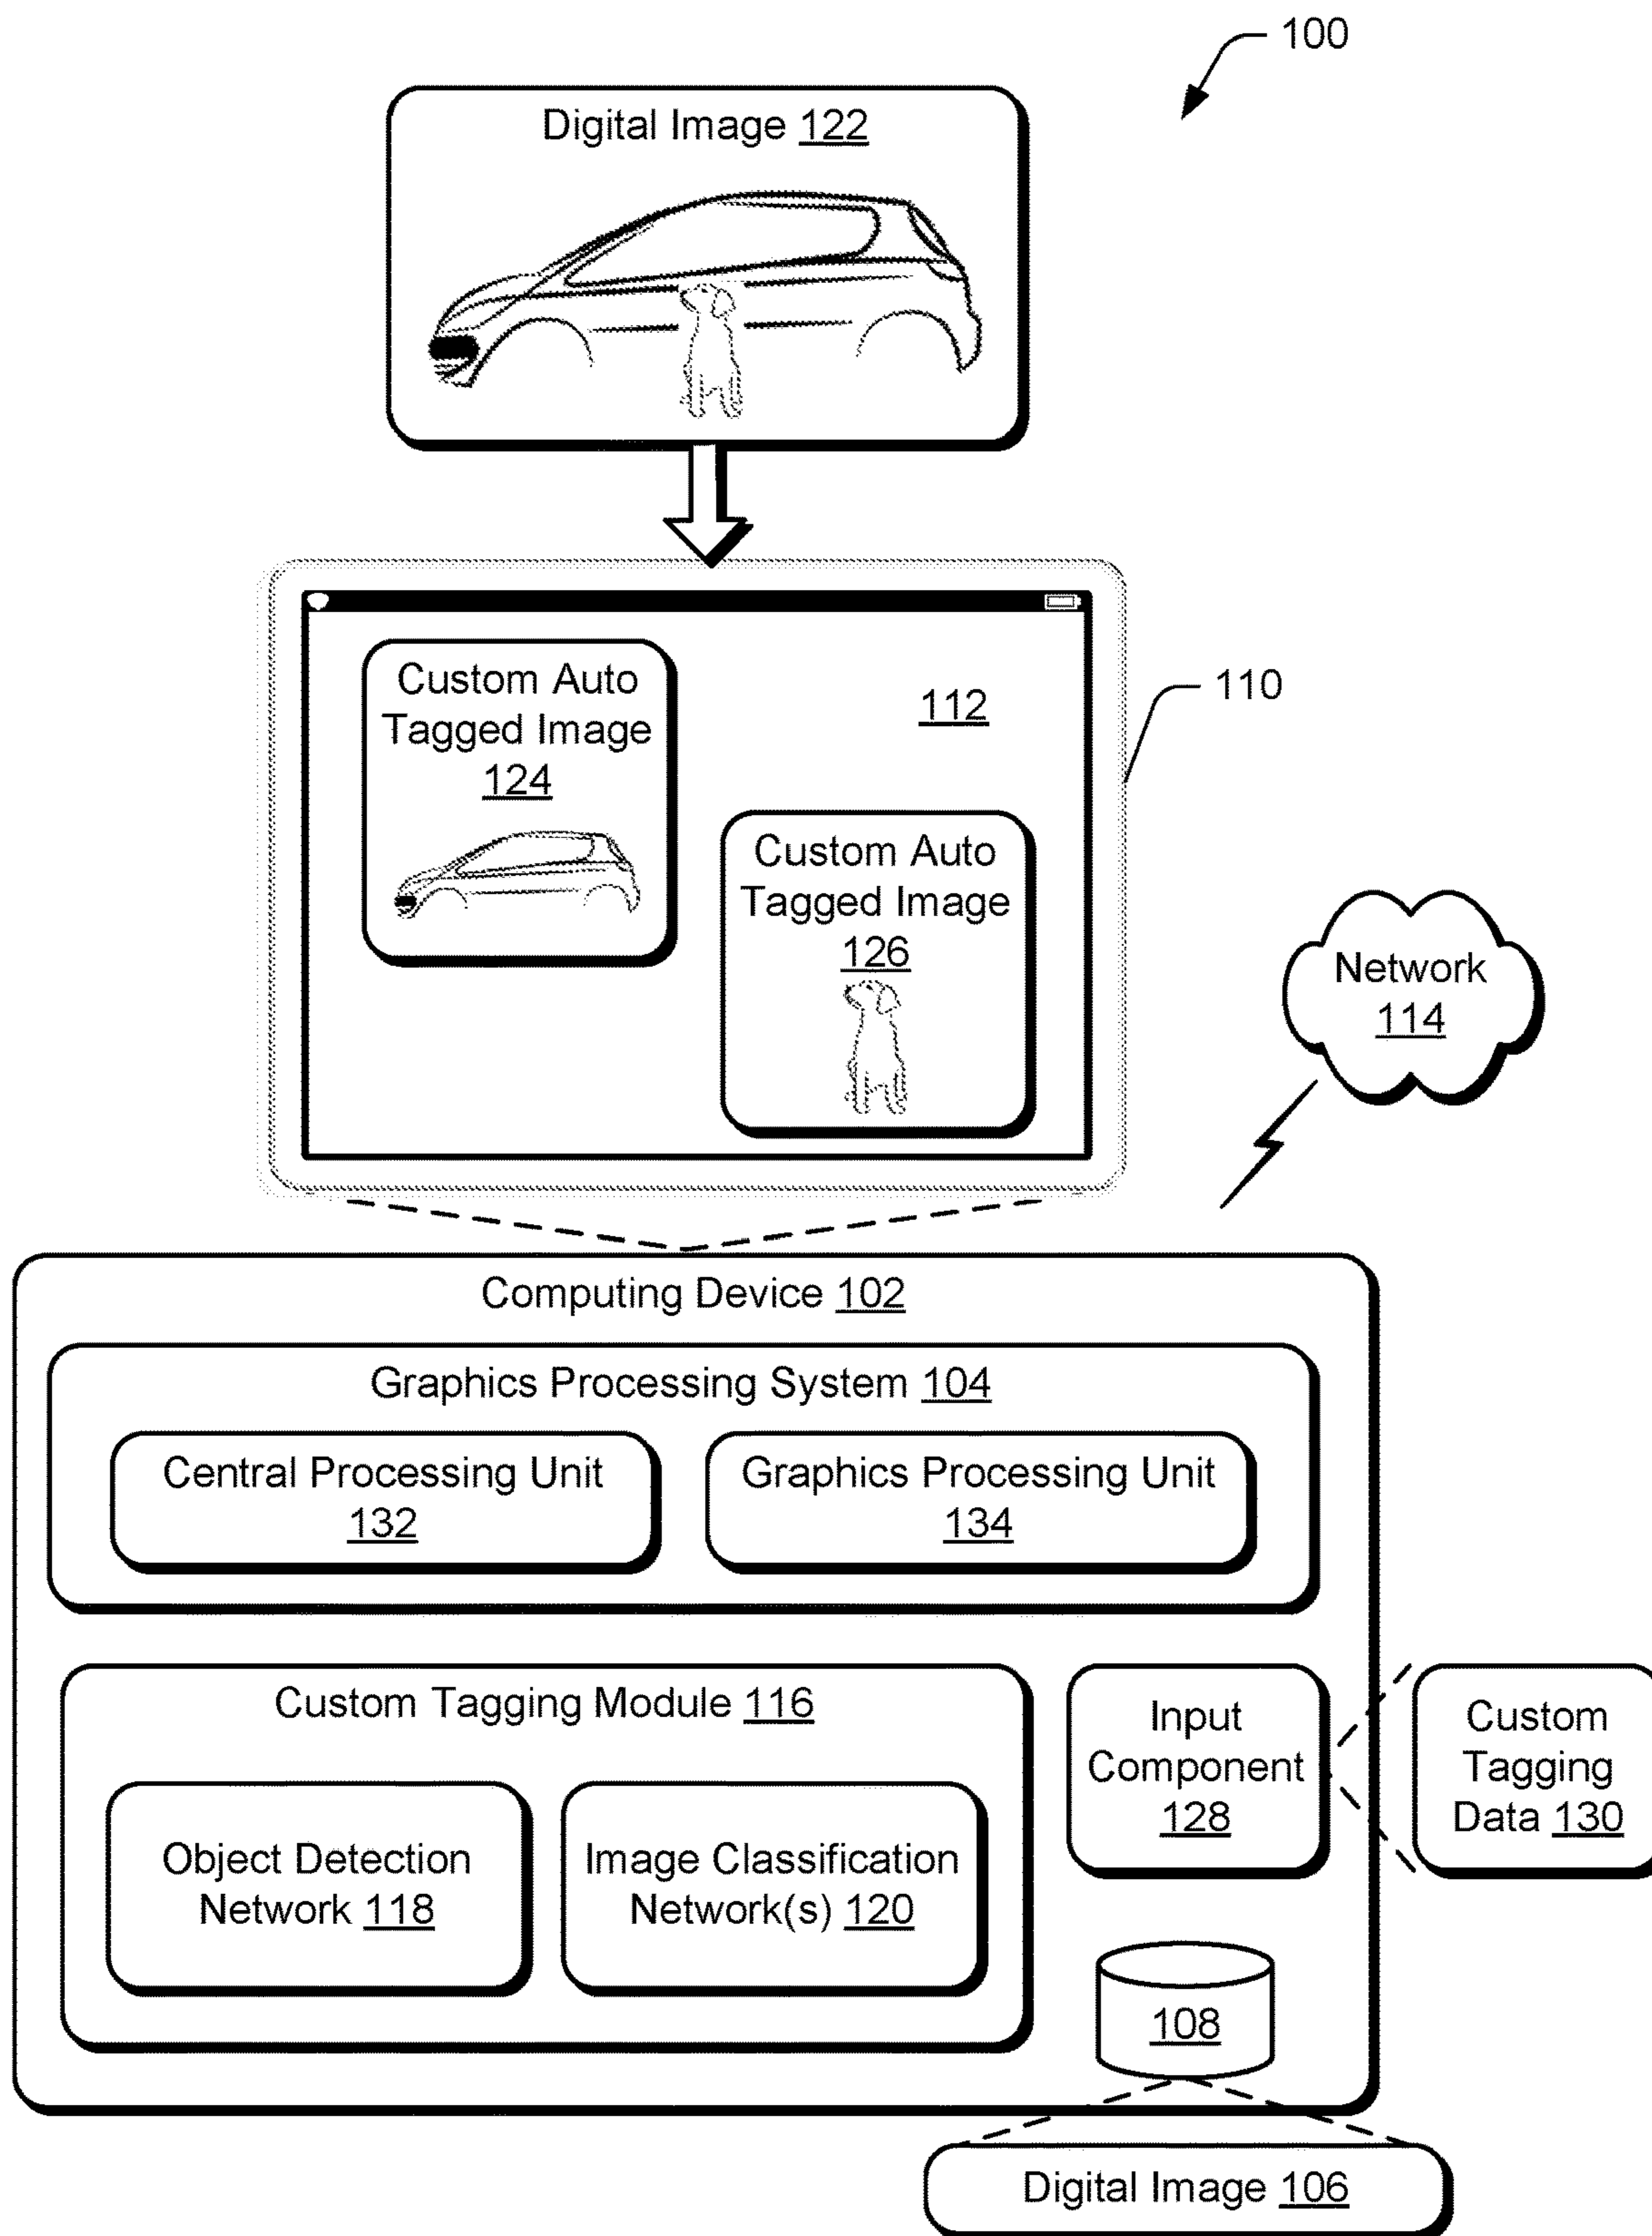 100
Digital Image 122
Custom Auto
Tagged Image
124
112
110
Custom Auto
Tagged Image
126
Network
114
Computing Device 102
Graphics Processing System 104
Central Processing Unit
132
Graphics Processing Unit
134
Custom Tagging Module 116
Object Detection
Network 118
Image Classification
Network(s) 120
Input
Component
128
Custom
Tagging
Data 130
108
Digital Image 106